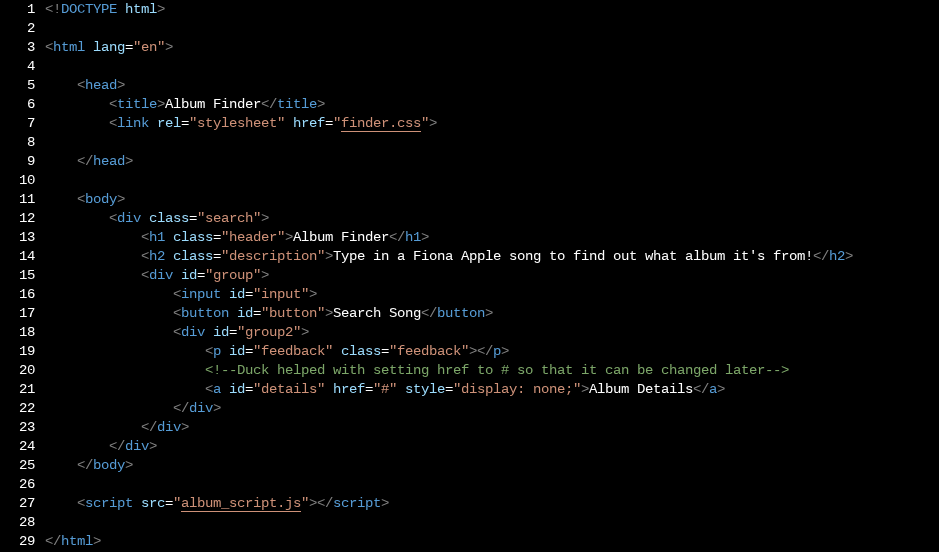 1 <!DOCTYPE html>
2
3 <html lang="en">
4
5     <head>
6         <title>Album Finder</title>
7         <link rel="stylesheet" href="finder.css">
8
9     </head>
10
11     <body>
12         <div class="search">
13             <h1 class="header">Album Finder</h1>
14             <h2 class="description">Type in a Fiona Apple song to find out what album it's from!</h2>
15             <div id="group">
16                 <input id="input">
17                 <button id="button">Search Song</button>
18                 <div id="group2">
19                     <p id="feedback" class="feedback"></p>
20                     <!--Duck helped with setting href to # so that it can be changed later-->
21                     <a id="details" href="#" style="display: none;">Album Details</a>
22                 </div>
23             </div>
24         </div>
25     </body>
26
27     <script src="album_script.js"></script>
28
29 </html>